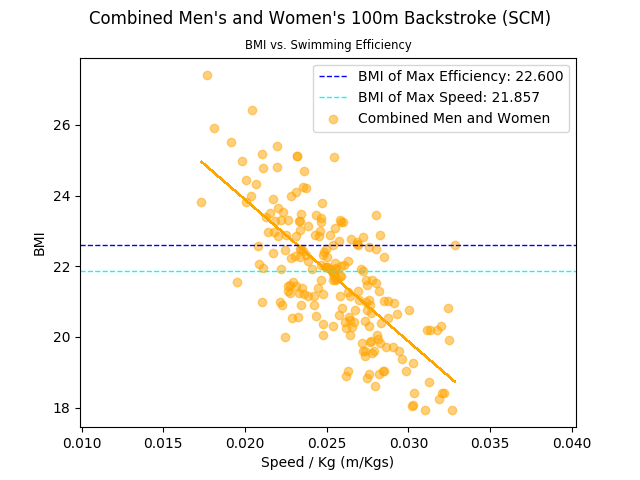 Combined Men's and Women's 100m Backstroke (SCM)
BMI vs. Swimming Efficiency
BMI of Max Efficiency: 22.600
BMI of Max Speed: 21.857
Combined Men and Women
26
24
22
20
18
BMI
0.010 0.015 0.020 0.025 0.030 0.035 0.040
Speed / Kg (m/Kgs)